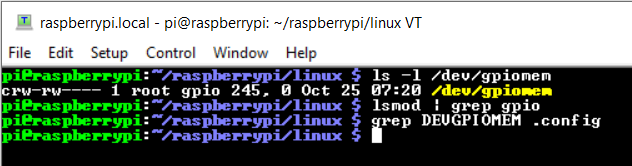 raspberrypi.local - pi@raspberrypi: ~/raspberrypi/linux VT
File Edit Setup Control Window Help
pi@raspberrypi:~/raspberrypi/linux $ ls -l /dev/gpiomem
crw-rw---- 1 root gpio 245, 0 Oct 25 07:20 /dev/gpiomem
pi@raspberrypi:~/raspberrypi/linux $ lsmod | grep gpio
pi@raspberrypi:~/raspberrypi/linux $ grep DEVGPIOMEM .config
pi@raspberrypi:~/raspberrypi/linux $